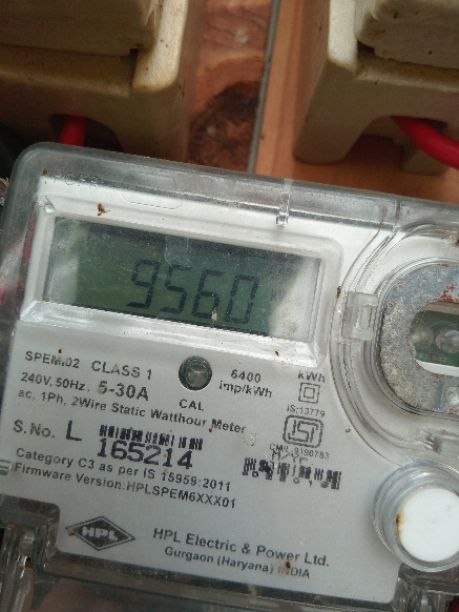 9560
SPEM-02 CLASS 1
6400 imp/kWh
kWh
240V,50Hz, 5-30A
CAL
IS:13779
ac, 1Ph, 2Wire Static Watthour Meter
S.No. L 165214
Category C3 as per IS 15959:2011
Firmware Version:HPLSPEM6XXX01
HPL
HPL Electric & Power Ltd.
Gurgaon (Haryana) INDIA